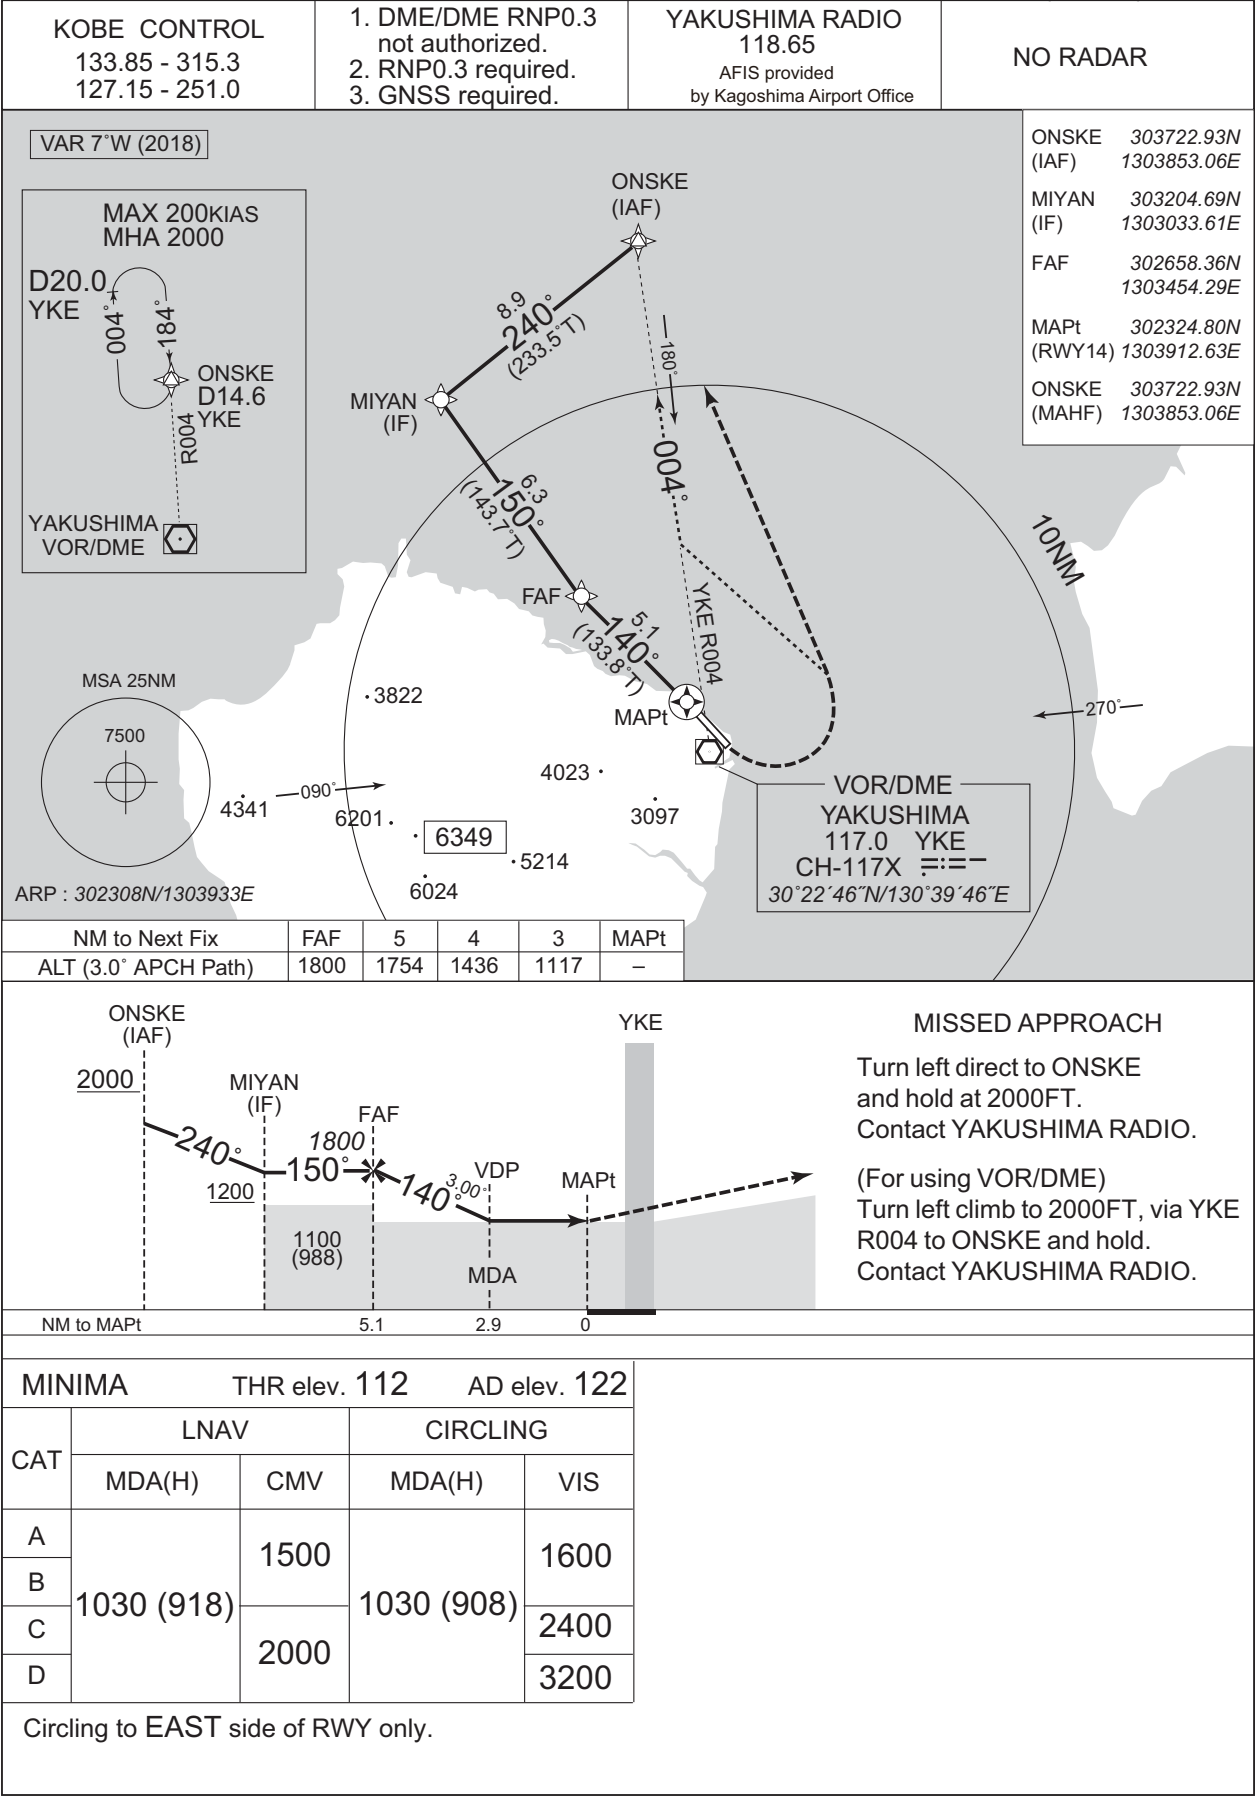 KOBE CONTROL
133.85 - 315.3
127.15 - 251.0
1. DME/DME RNP0.3
not authorized.
2. RNP0.3 required.
3. GNSS required.
YAKUSHIMA RADIO
118.65
AFIS provided
by Kagoshima Airport Office
NO RADAR
VAR 7˚W (2018)
MAX 200KIAS
MHA 2000
D20.0
YKE
004˚
184˚
ONSKE
D14.6
YKE
R004
YAKUSHIMA
VOR/DME
ONSKE
(IAF)
303722.93N
1303853.06E
MIYAN
(IF)
303204.69N
1303033.61E
FAF
302658.36N
1303454.29E
MAPt
(RWY14)
302324.80N
1303912.63E
ONSKE
(MAHF)
303722.93N
1303853.06E
ONSKE
(IAF)
8.9
240˚
(233.5˚T)
180˚
MIYAN
(IF)
6.3
150˚
(143.7˚T)
004˚
10NM
FAF
5.1
140˚
(133.8˚T)
YKE R004
MAPt
MSA 25NM
7500
3822
270˚
4023
090˚
4341
6201
3097
6349
5214
6024
VOR/DME
YAKUSHIMA
117.0 YKE
CH-117X
30˚22´46˝N/130˚39´46˝E
ARP : 302308N/1303933E
NM to Next Fix FAF 5 4 3 MAPt
ALT (3.0˚ APCH Path) 1800 1754 1436 1117 –
ONSKE
(IAF)
2000
MIYAN
(IF)
FAF
YKE
240˚
1800
150˚
1200
140˚
3.00˚
VDP
MAPt
1100
(988)
MDA
NM to MAPt 5.1 2.9 0
MISSED APPROACH
Turn left direct to ONSKE
and hold at 2000FT.
Contact YAKUSHIMA RADIO.
(For using VOR/DME)
Turn left climb to 2000FT, via YKE
R004 to ONSKE and hold.
Contact YAKUSHIMA RADIO.
MINIMA THR elev. 112 AD elev. 122
CAT LNAV CIRCLING
MDA(H) CMV MDA(H) VIS
A
B
C
D
1030 (918)
1500
2000
1030 (908)
1600
2400
3200
Circling to EAST side of RWY only.